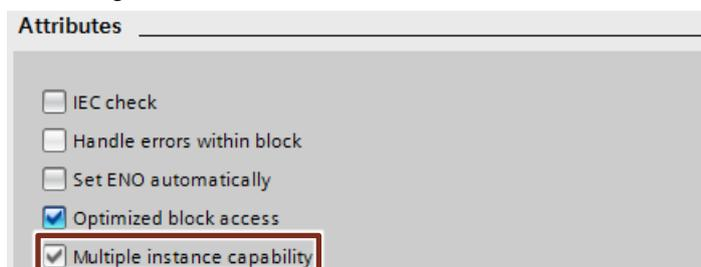 Attributes
IEC check
Handle errors within block
Set ENO automatically
Optimized block access
Multiple instance capability